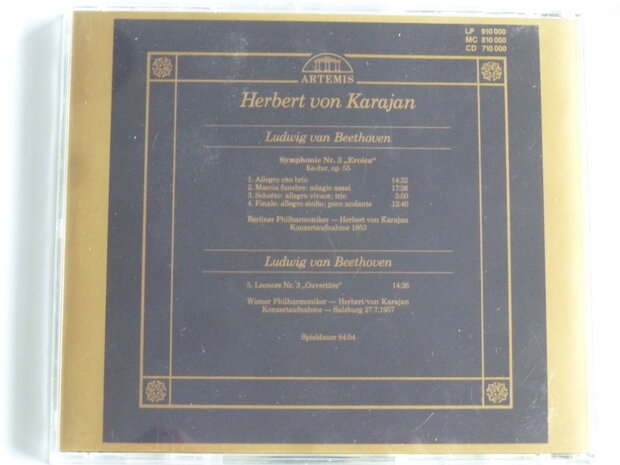 LP 910 000
MC 810 000
CD 710 000
ARTEMIS
Herbert von Karajan
Ludwig van Beethoven
Symphonie Nr. 3 „Eroica“
Es-dur, op. 55
1. Allegro con brio 14:32
2. Marcia funebre: adagio assai 17:26
3. Scherzo: allegro vivace; trio 5:50
4. Finale: allegro molto; poco andante 12:40
Berliner Philharmoniker — Herbert von Karajan
Konzertaufnahme 1953
Ludwig van Beethoven
5. Leonore Nr. 3 „Ouvertüre“ 14:26
Wiener Philharmoniker — Herbert von Karajan
Konzertaufnahme — Salzburg 27.7.1957
Spieldauer 64:54